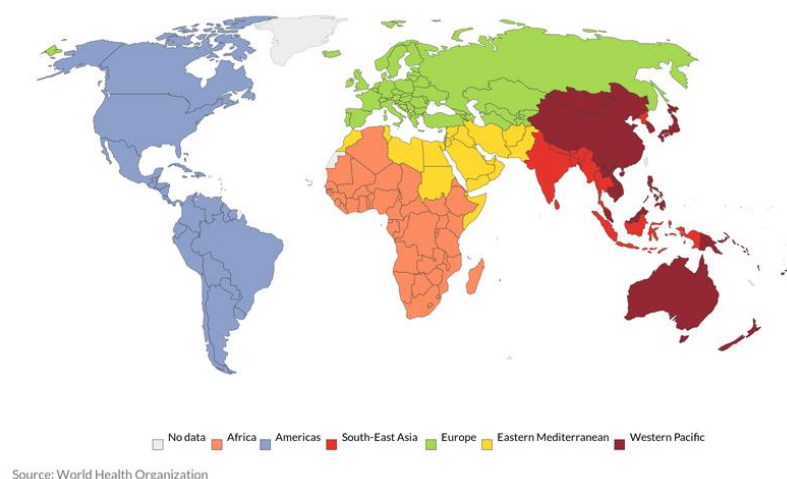 No data Africa Americas South-East Asia Europe Eastern Mediterranean Western Pacific
Source: World Health Organization